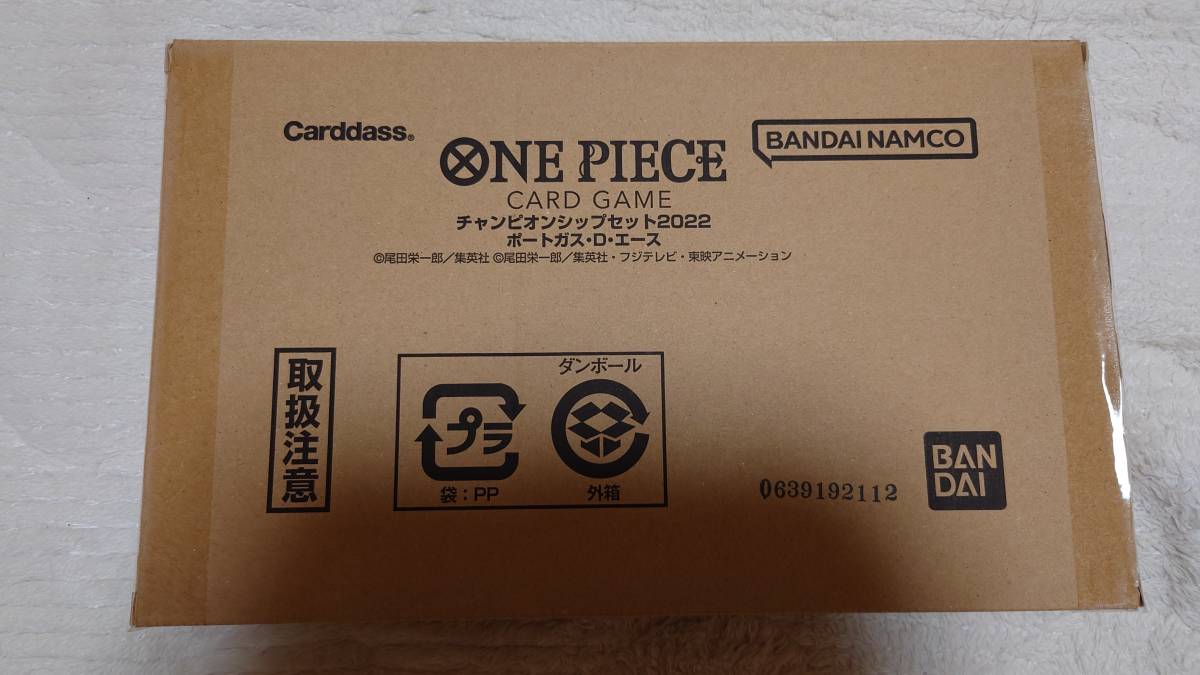 Carddass®
BANDAI NAMCO
ONE PIECE
CARD GAME
チャンピオンシップセット2022
ポートガス・D・エース
©尾田栄一郎／集英社 ©尾田栄一郎／集英社・フジテレビ・東映アニメーション
取扱注意
ダンボール
プラ
袋：PP
外箱
0639192112
BAN
DAI